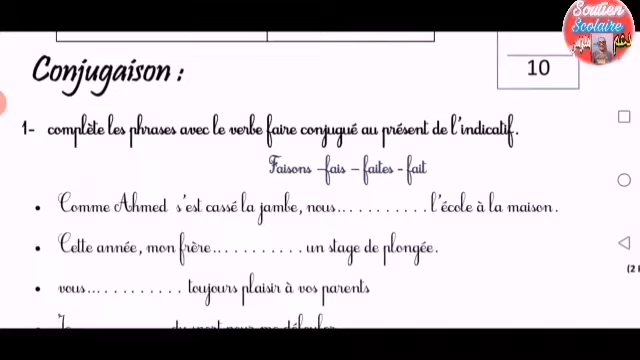 Soutien
Scolaire
Conjugaison :
10
1- complète les phrases avec le verbe faire conjugué au présent de l'indicatif.
Faisons -fais – faites - fait
• Comme Ahmed s'est cassé la jambe, nous.......... l'école à la maison.
• Cette année, mon frère.......... un stage de plongée.
(2
• vous.......... toujours plaisir à vos parents